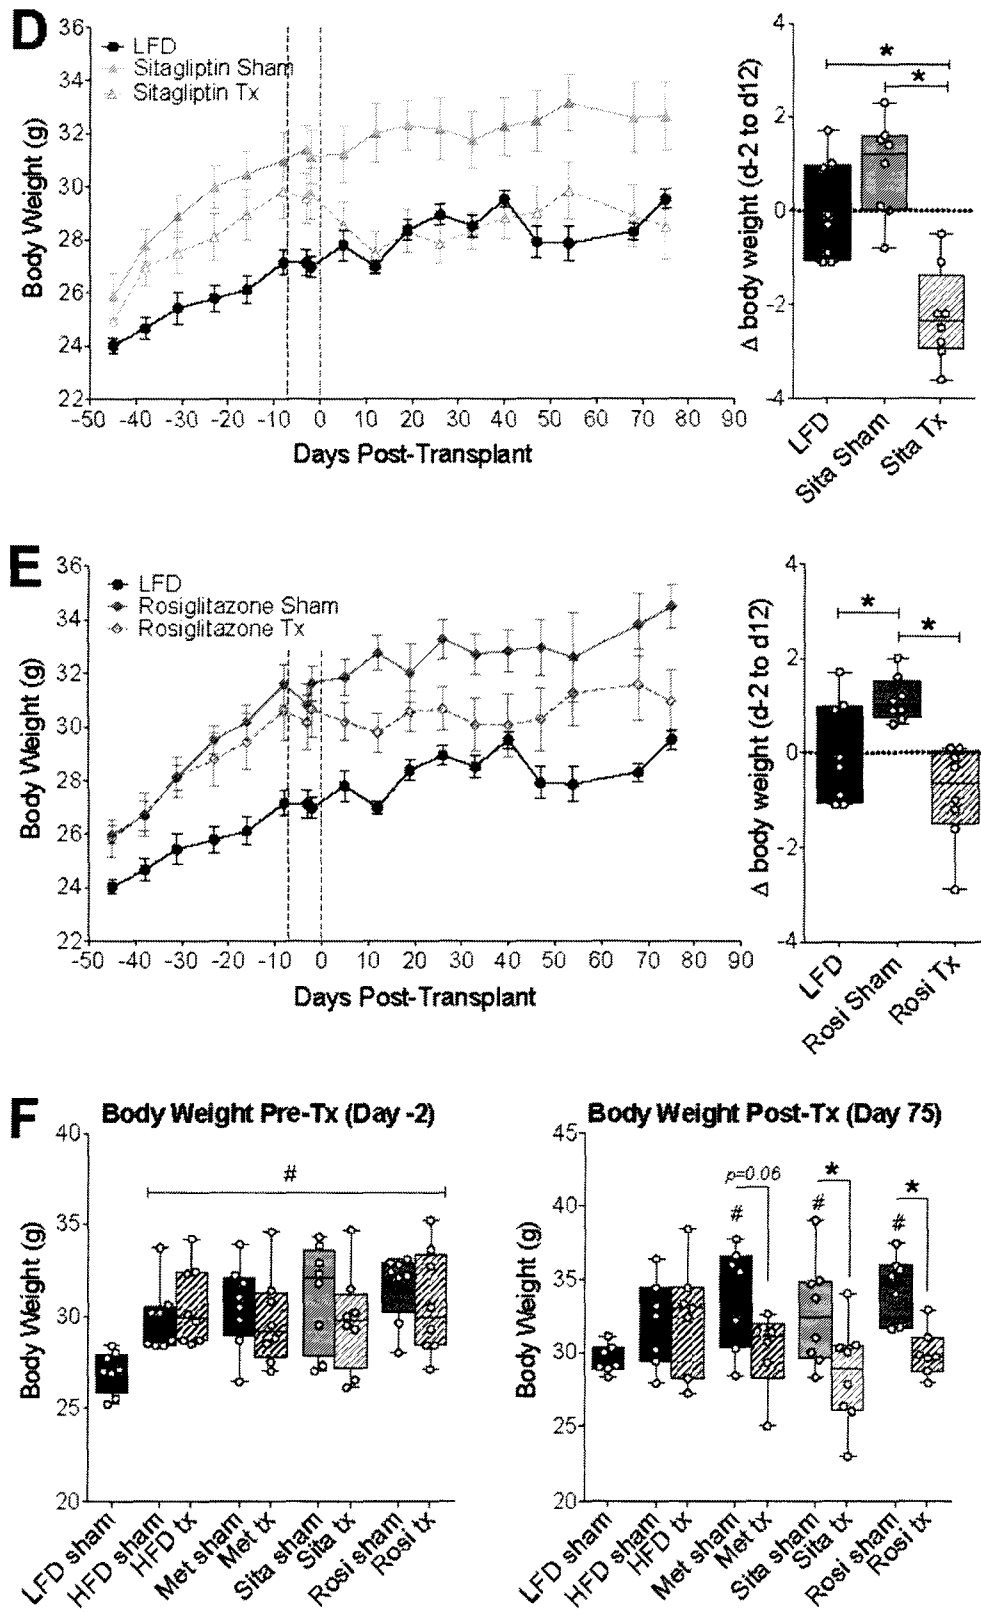 D
LFD
Sitagliptin Sham
Sitagliptin Tx
Body Weight (g)
36
34
32
30
28
26
24
22
-50 -40 -30 -20 -10 0 10 20 30 40 50 60 70 80 90
Days Post-Transplant
Δ body weight (d-2 to d12)
4
2
0
-2
-4
* 
*
LFD
Sita Sham
Sita Tx
E
LFD
Rosiglitazone Sham
Rosiglitazone Tx
Body Weight (g)
36
34
32
30
28
26
24
22
-50 -40 -30 -20 -10 0 10 20 30 40 50 60 70 80 90
Days Post-Transplant
Δ body weight (d-2 to d12)
4
2
0
-2
-4
*
*
LFD
Rosi Sham
Rosi Tx
F
Body Weight Pre-Tx (Day -2)
Body Weight (g)
40
35
30
25
20
#
LFD sham
HFD sham
HFD tx
Met sham
Met tx
Sita sham
Sita tx
Rosi sham
Rosi tx
Body Weight Post-Tx (Day 75)
Body Weight (g)
45
40
35
30
25
20
p=0.06
* 
*
#
#
#
LFD sham
HFD sham
HFD tx
Met sham
Met tx
Sita sham
Sita tx
Rosi sham
Rosi tx